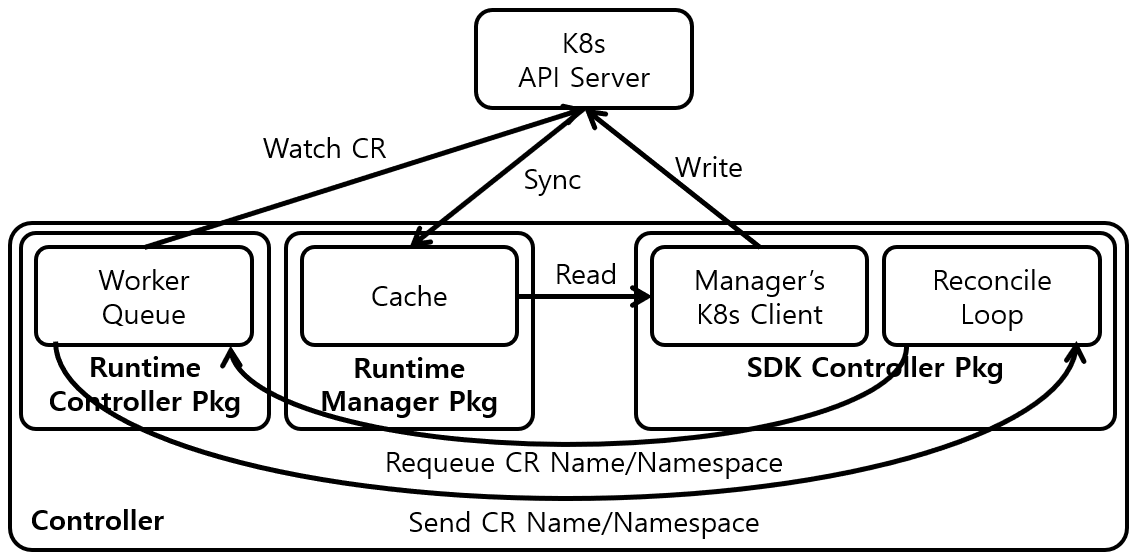 K8s
API Server
Watch CR
Sync
Write
Worker
Queue
Runtime
Controller Pkg
Cache
Runtime
Manager Pkg
Read
Manager’s
K8s Client
Reconcile
Loop
SDK Controller Pkg
Requeue CR Name/Namespace
Send CR Name/Namespace
Controller